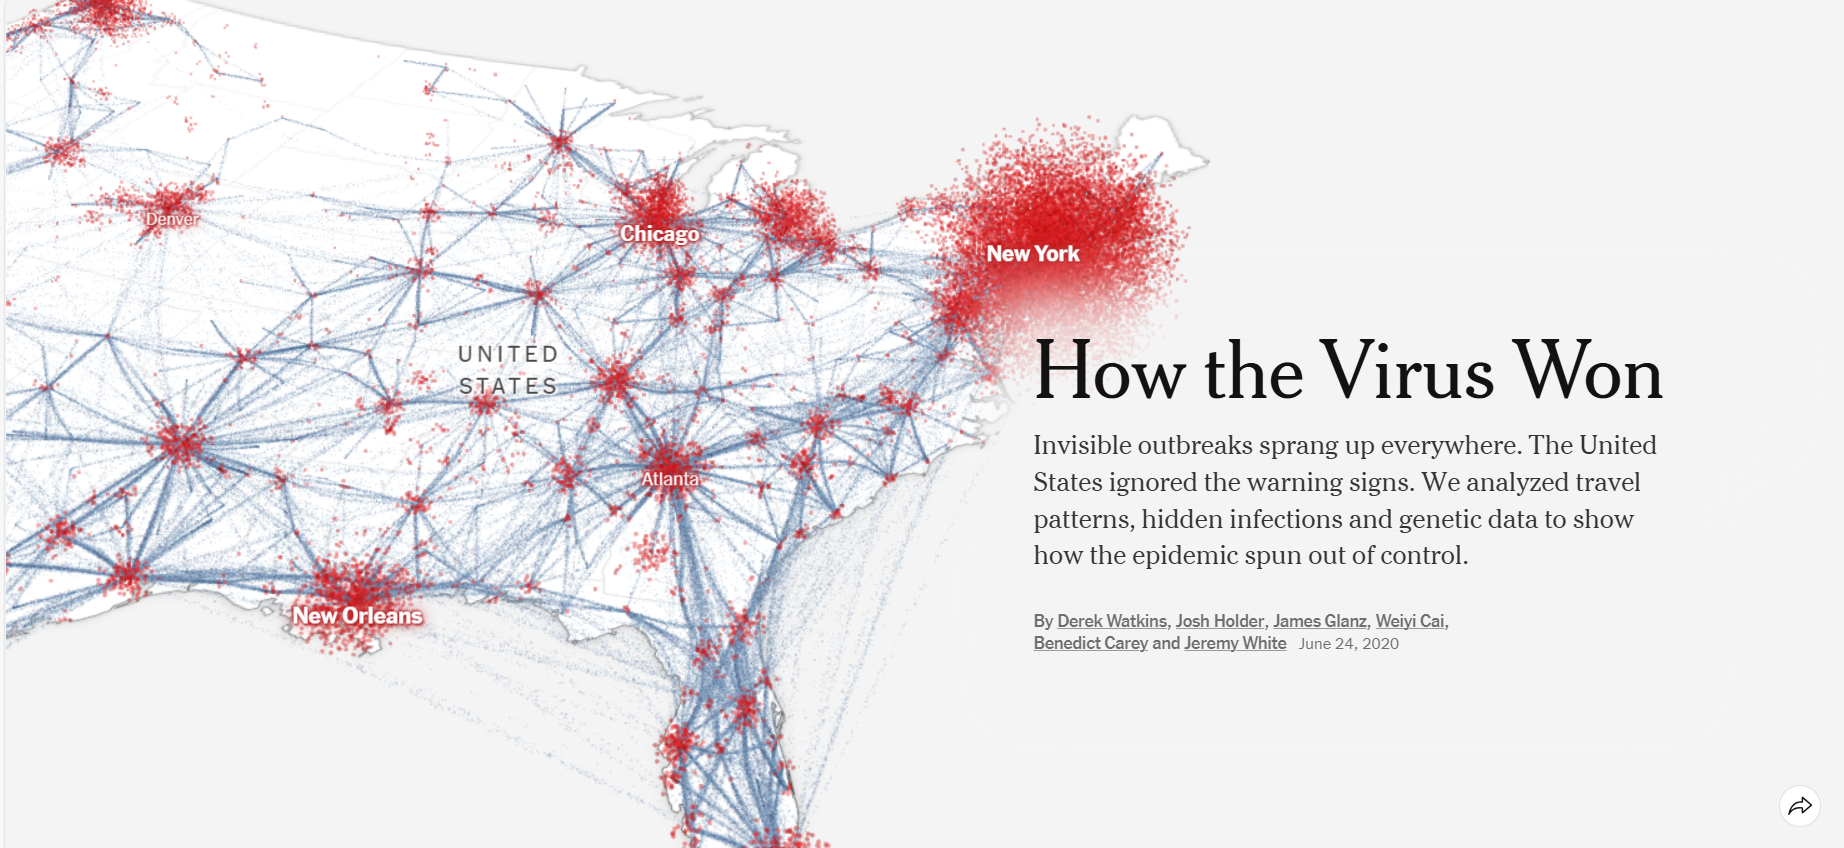 Denver
Chicago
New York
UNITED
STATES
Atlanta
New Orleans
How the Virus Won
Invisible outbreaks sprang up everywhere. The United
States ignored the warning signs. We analyzed travel
patterns, hidden infections and genetic data to show
how the epidemic spun out of control.
By Derek Watkins, Josh Holder, James Glanz, Weiyi Cai,
Benedict Carey and Jeremy White June 24, 2020